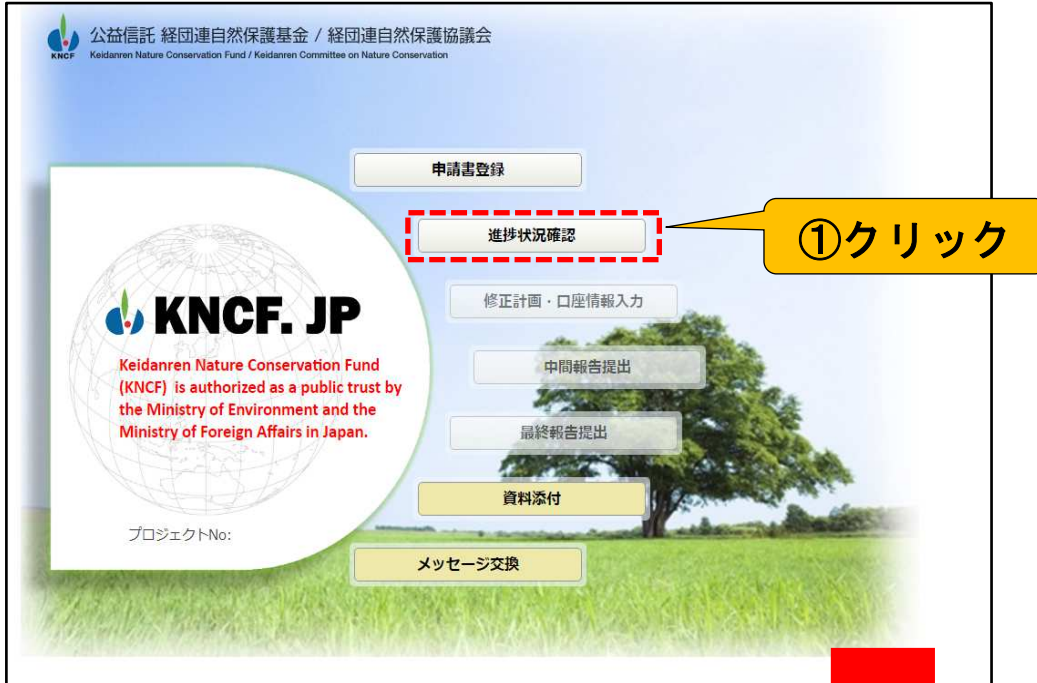 公益信託 経団連自然保護基金 / 経団連自然保護協議会
KNCF
Keidanren Nature Conservation Fund / Keidanren Committee on Nature Conservation
申請書登録
進捗状況確認
①クリック
修正計画・口座情報入力
KNCF. JP
中間報告提出
Keidanren Nature Conservation Fund
(KNCF) is authorized as a public trust by
the Ministry of Environment and the
Ministry of Foreign Affairs in Japan.
最終報告提出
資料添付
プロジェクトNo:
メッセージ交換